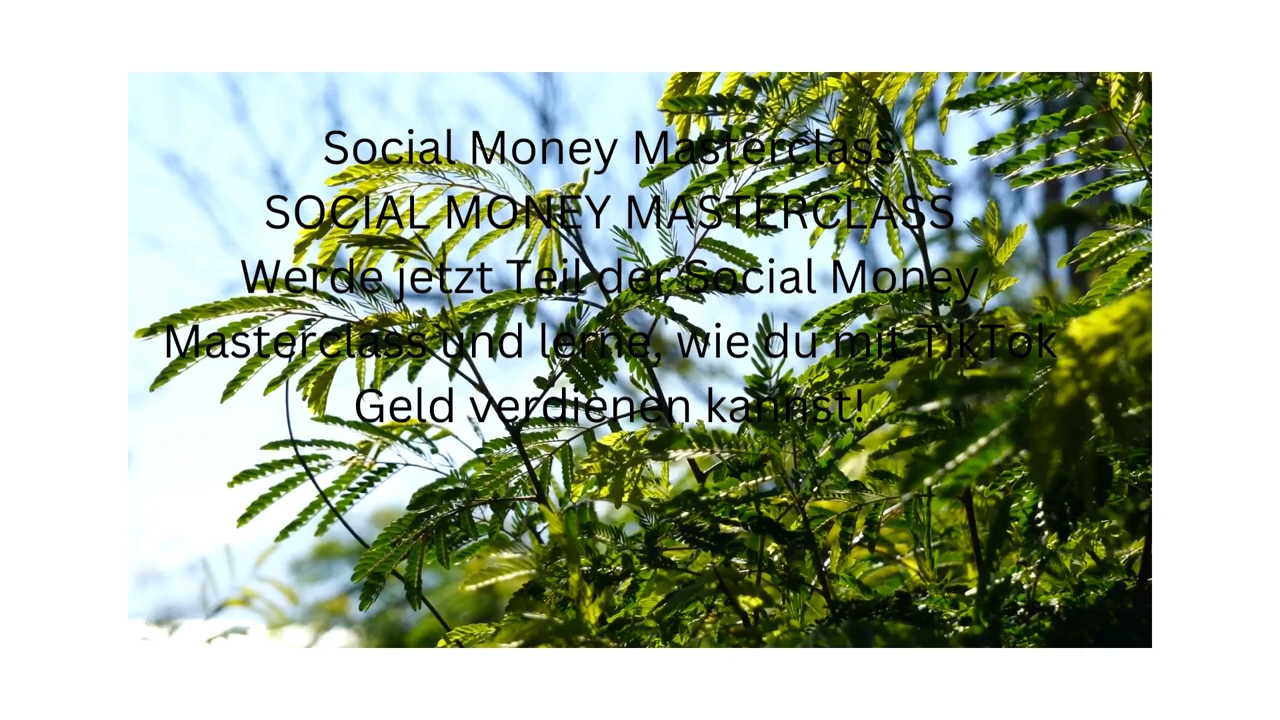 Social Money Masterclass
SOCIAL MONEY MASTERCLASS
Werde jetzt Teil der Social Money
Masterclass und lerne, wie du mit TikTok
Geld verdienen kannst!